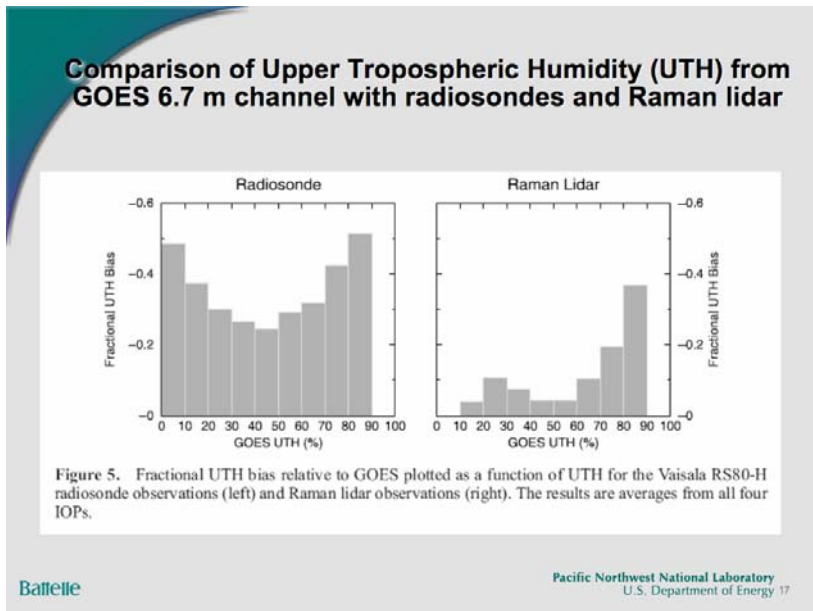 Comparison of Upper Tropospheric Humidity (UTH) from
GOES 6.7 m channel with radiosondes and Raman lidar
Radiosonde
−0.6
−0.4
−0.2
−0
Fractional UTH Bias
0 10 20 30 40 50 60 70 80 90 100
GOES UTH (%)
Raman Lidar
−0.6
−0.4
−0.2
−0
Fractional UTH Bias
0 10 20 30 40 50 60 70 80 90 100
GOES UTH (%)
Figure 5. Fractional UTH bias relative to GOES plotted as a function of UTH for the Vaisala RS80-H
radiosonde observations (left) and Raman lidar observations (right). The results are averages from all four
IOPs.
Battelle
Pacific Northwest National Laboratory
U.S. Department of Energy 17